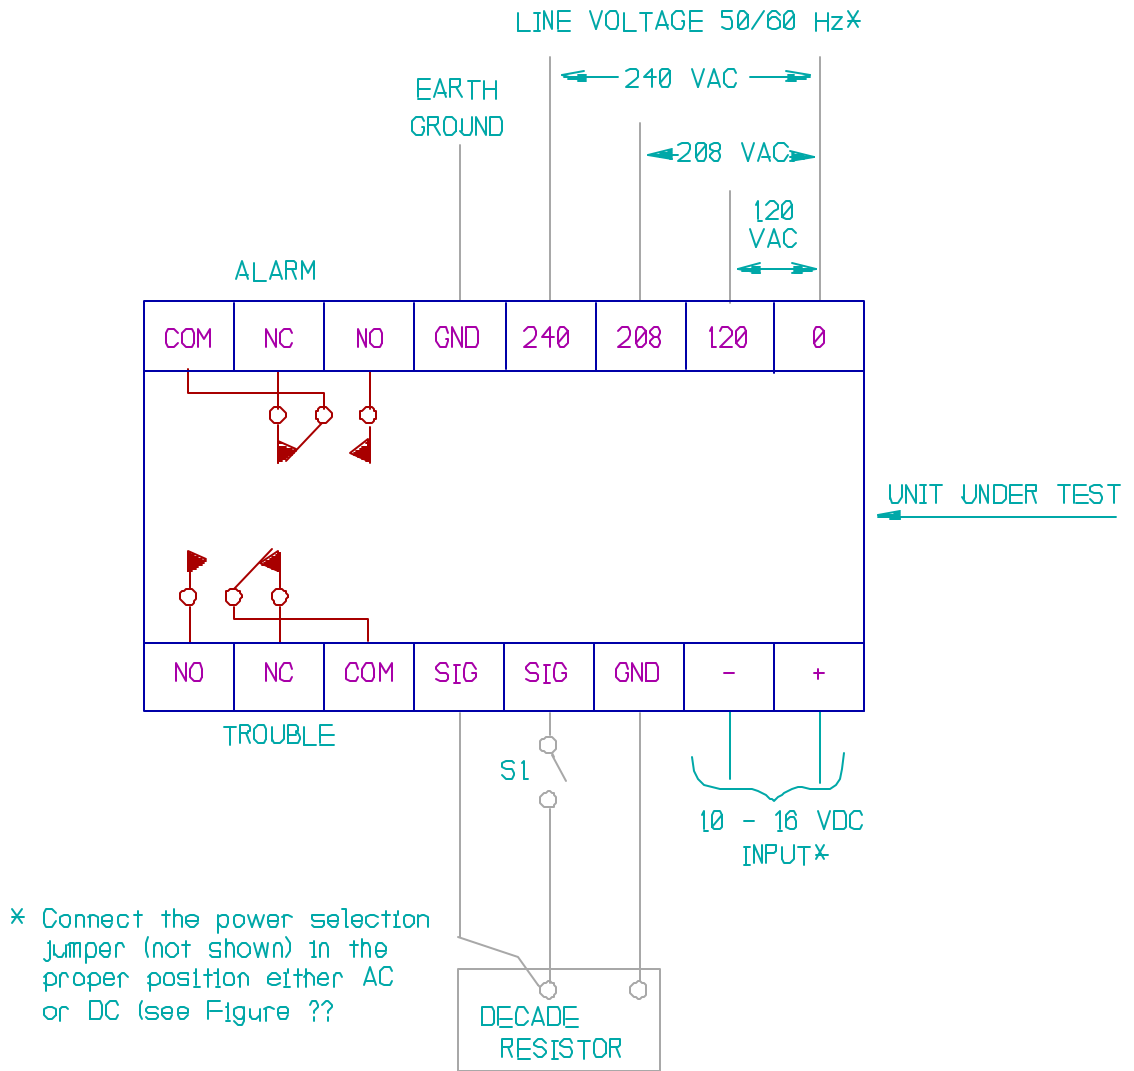 LINE VOLTAGE 50/60 Hz*
240 VAC
EARTH
GROUND
208 VAC
120
VAC
ALARM
COM NC NO GND 240 208 120 0
UNIT UNDER TEST
NO NC COM SIG SIG GND - +
TROUBLE
S1
10 - 16 VDC
INPUT*
* Connect the power selection
jumper (not shown) in the
proper position either AC
or DC (see Figure ??
DECADE
RESISTOR